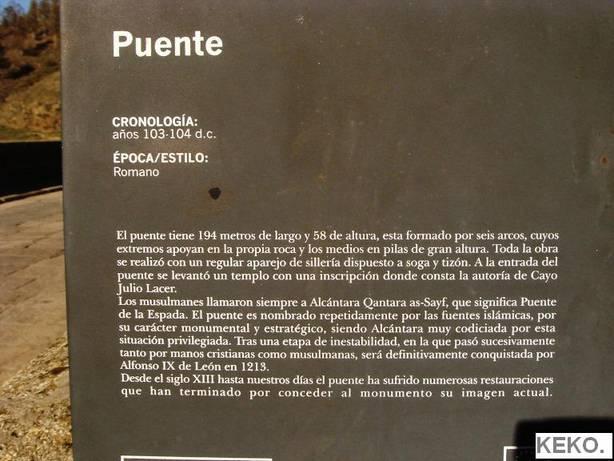 Puente
CRONOLOGÍA:
años 103-104 d.c.
ÉPOCA/ESTILO:
Romano
El puente tiene 194 metros de largo y 58 de altura, esta formado por seis arcos, cuyos
extremos apoyan en la propia roca y los medios en pilas de gran altura. Toda la obra
se realizó con un regular aparejo de sillería dispuesto a soga y tizón. A la entrada del
puente se levantó un templo con una inscripción donde consta la autoría de Cayo
Julio Lacer.
Los musulmanes llamaron siempre a Alcántara Qantara as-Sayf, que significa Puente
de la Espada. El puente es nombrado repetidamente por las fuentes islámicas, por
su carácter monumental y estratégico, siendo Alcántara muy codiciada por esta
situación privilegiada. Tras una etapa de inestabilidad, en la que pasó sucesivamente
tanto por manos cristianas como musulmanas, será definitivamente conquistada por
Alfonso IX de León en 1213.
Desde el siglo XIII hasta nuestros días el puente ha sufrido numerosas restauraciones
que han terminado por conceder al monumento su imagen actual.
KEKO.